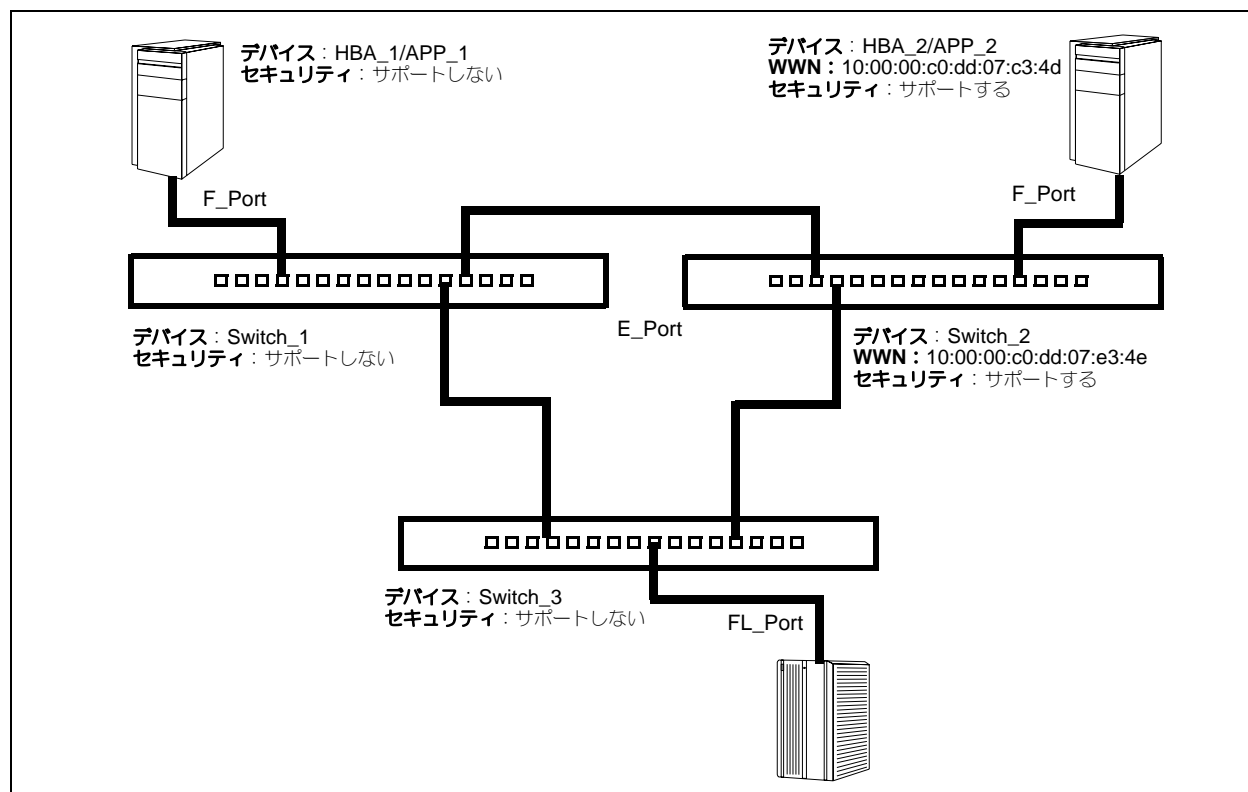 デバイス：HBA_1/APP_1
セキュリティ：サポートしない
デバイス：HBA_2/APP_2
WWN：10:00:00:c0:dd:07:c3:4d
セキュリティ：サポートする
F_Port
F_Port
デバイス：Switch_1
セキュリティ：サポートしない
E_Port
デバイス：Switch_2
WWN：10:00:00:c0:dd:07:e3:4e
セキュリティ：サポートする
デバイス：Switch_3
セキュリティ：サポートしない
FL_Port